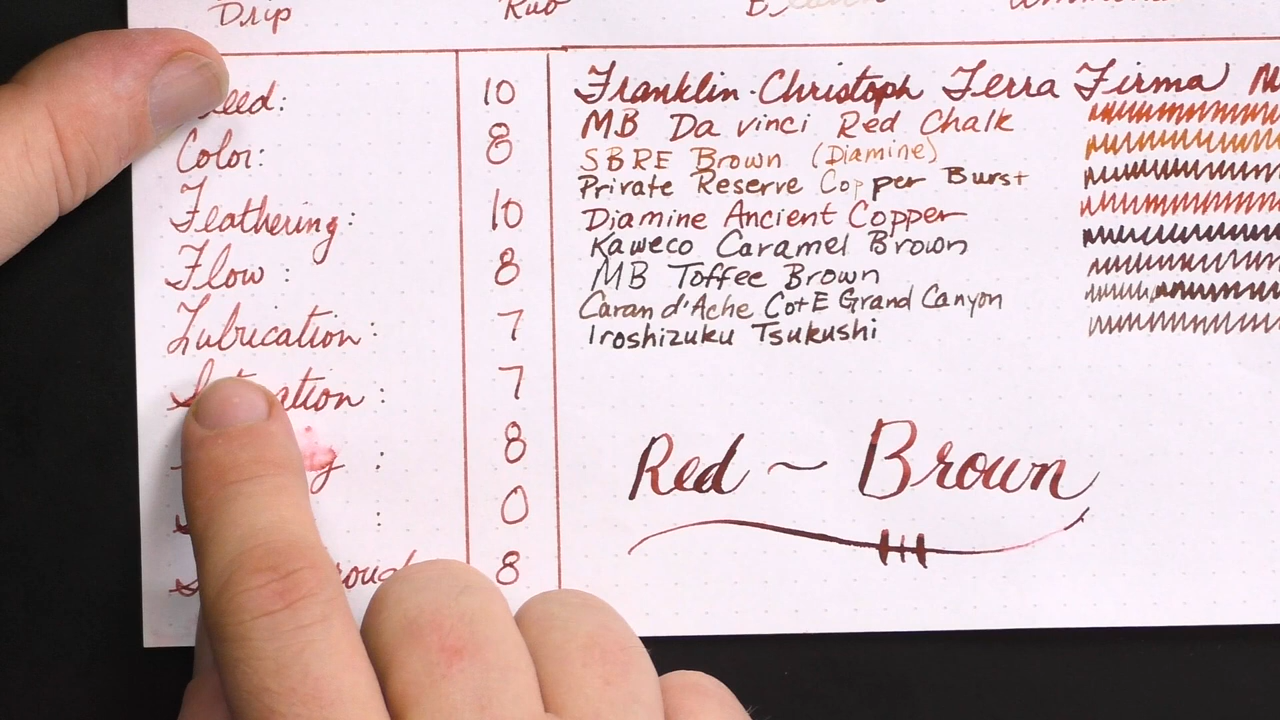 Drip Rub
Color: 8
Feathering: 10
Flow: 8
Lubrication: 7
7
8
: 0
8
10
Franklin-Christoph Terra Firma
MB Da vinci Red Chalk
SBRE Brown (Diamine)
Private Reserve Copper Burst
Diamine Ancient Copper
Kaweco Caramel Brown
MB Toffee Brown
Caran d'Ache CotE Grand Canyon
Iroshizuku Tsukushi
Red ~ Brown